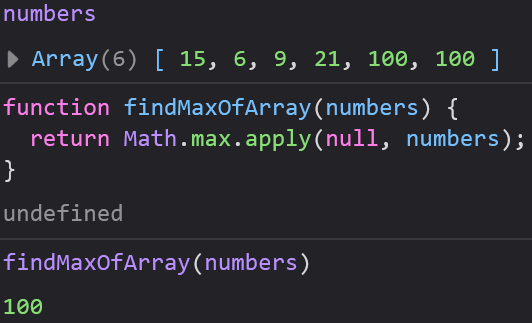 numbers
▶ Array(6) [ 15, 6, 9, 21, 100, 100 ]
function findMaxOfArray(numbers) {
  return Math.max.apply(null, numbers);
}
undefined
findMaxOfArray(numbers)
100